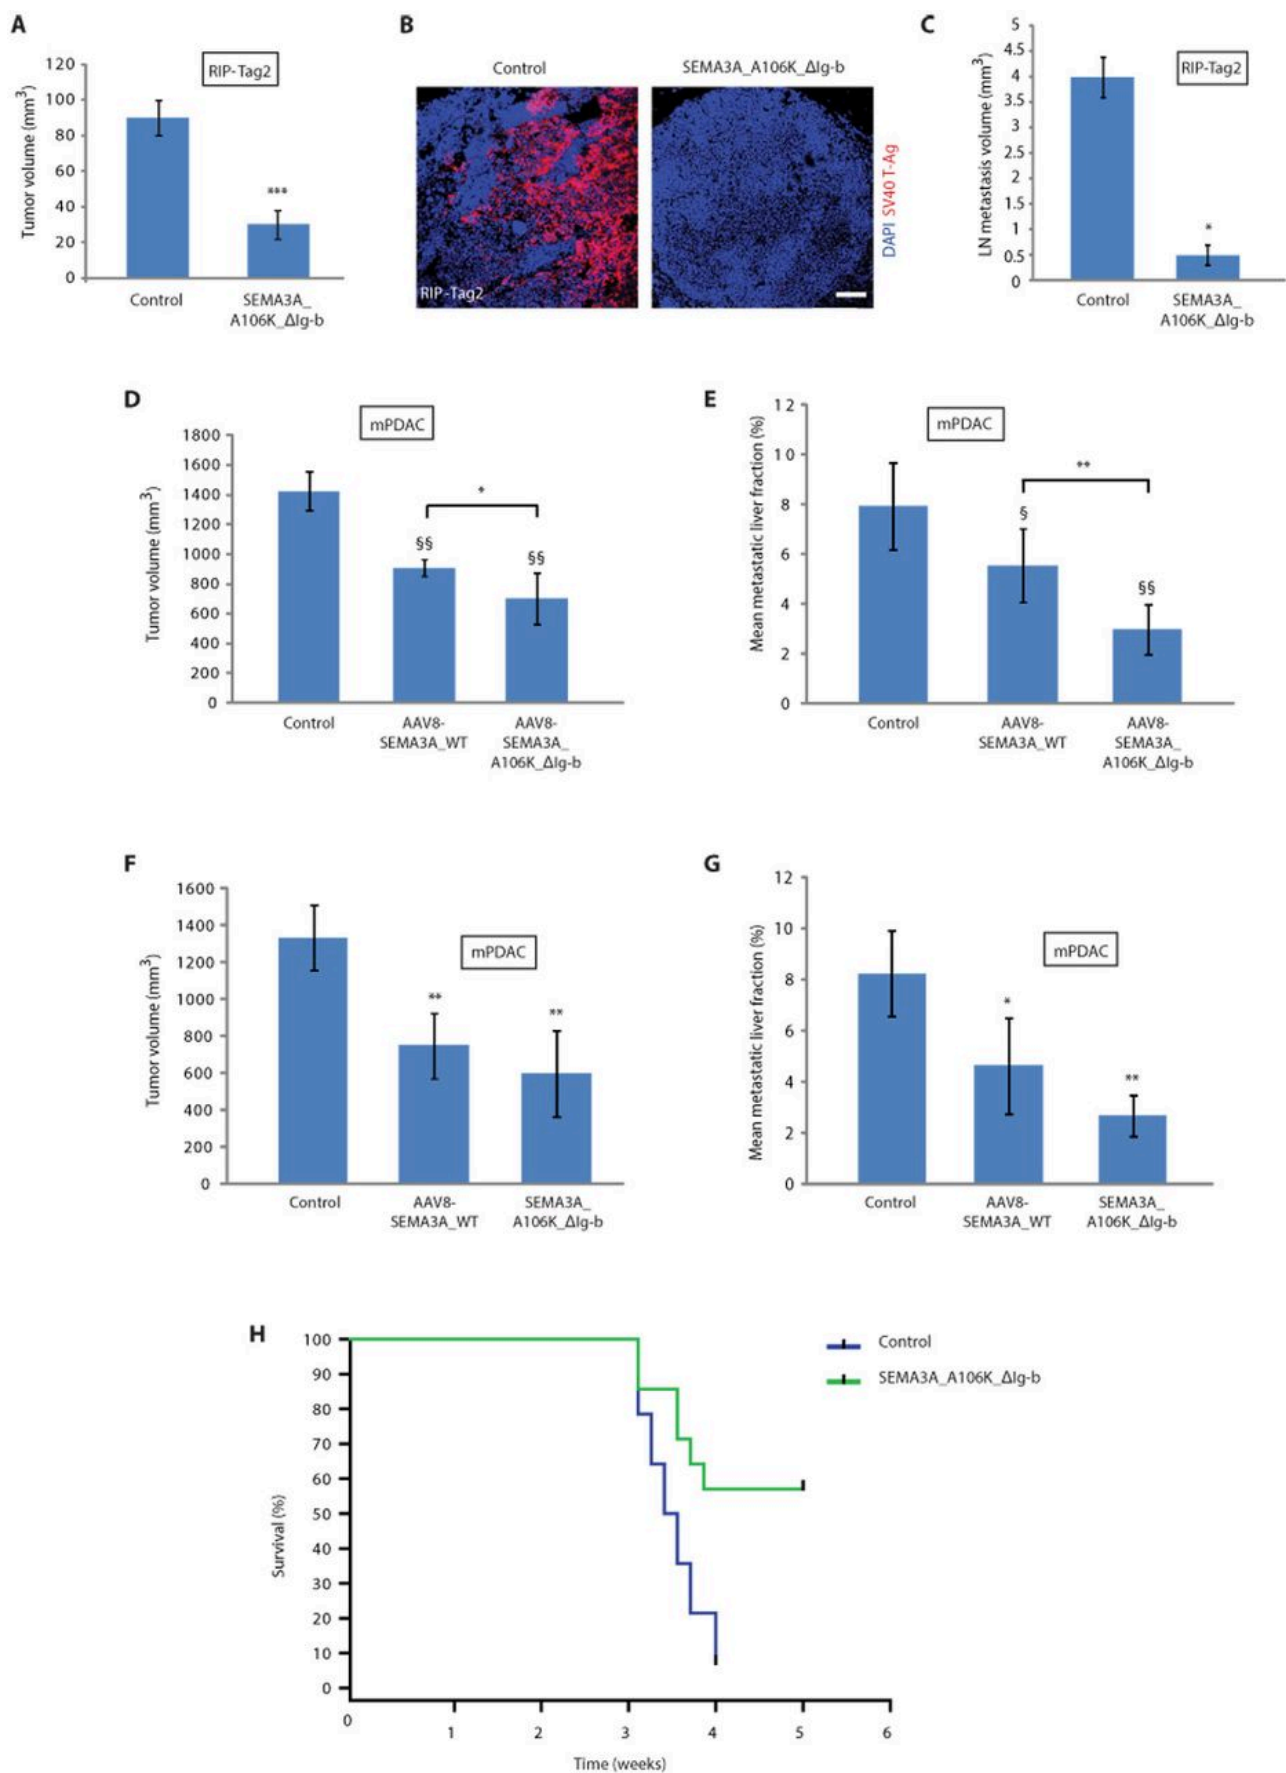 A
RIP-Tag2
Tumor volume (mm³)
120
100
80
60
40
20
0
***
Control
SEMA3A_
A106K_ΔIg-b
B
Control
SEMA3A_A106K_ΔIg-b
RIP-Tag2
DAPI SV40 T-Ag
C
RIP-Tag2
LN metastasis volume (mm³)
5
4.5
4
3.5
3
2.5
2
1.5
1
0.5
0
*
Control
SEMA3A_
A106K_ΔIg-b
D
mPDAC
Tumor volume (mm³)
1800
1600
1400
1200
1000
800
600
400
200
0
*
§§
§§
Control
AAV8-
SEMA3A_WT
AAV8-
SEMA3A_
A106K_ΔIg-b
E
mPDAC
Mean metastatic liver fraction (%)
12
10
8
6
4
2
0
**
§
§§
Control
AAV8-
SEMA3A_WT
AAV8-
SEMA3A_
A106K_ΔIg-b
F
mPDAC
Tumor volume (mm³)
1600
1400
1200
1000
800
600
400
200
0
**
**
Control
AAV8-
SEMA3A_WT
SEMA3A_
A106K_ΔIg-b
G
mPDAC
Mean metastatic liver fraction (%)
12
10
8
6
4
2
0
*
**
Control
AAV8-
SEMA3A_WT
SEMA3A_
A106K_ΔIg-b
H
Control
SEMA3A_A106K_ΔIg-b
Survival (%)
100
90
80
70
60
50
40
30
20
10
0
0 1 2 3 4 5 6
Time (weeks)